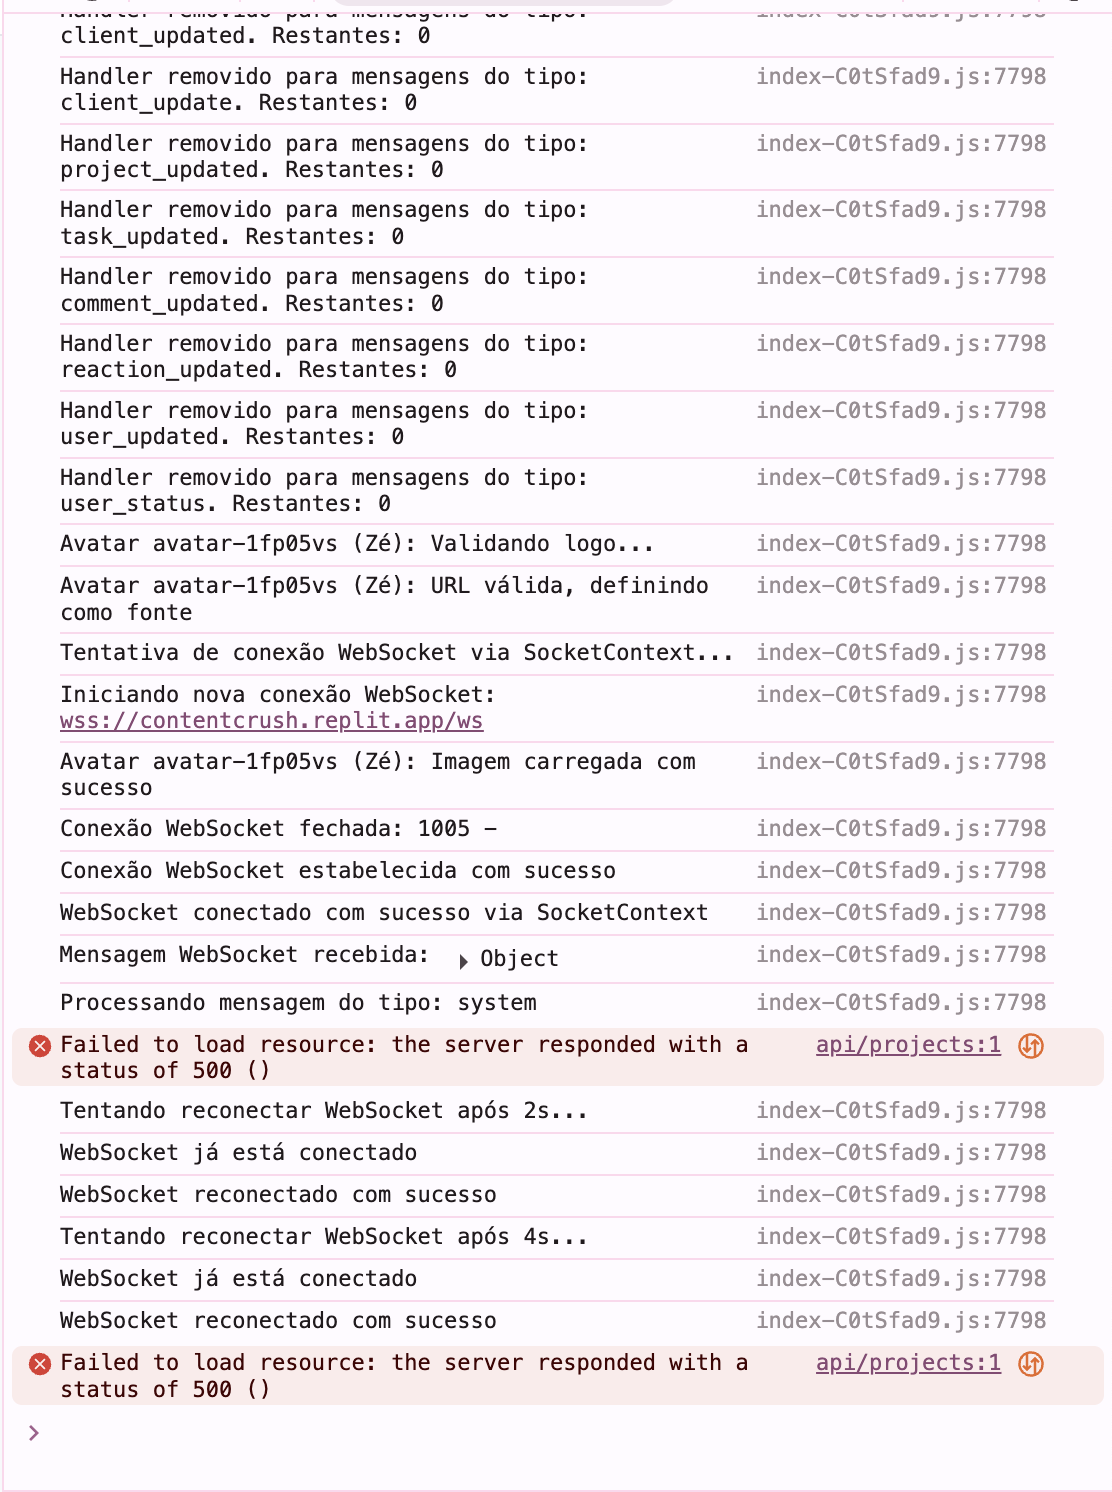 Handler removido para mensagens do tipo: index-C0tSfad9.js:7798
client_updated. Restantes: 0
Handler removido para mensagens do tipo: index-C0tSfad9.js:7798
client_update. Restantes: 0
Handler removido para mensagens do tipo: index-C0tSfad9.js:7798
project_updated. Restantes: 0
Handler removido para mensagens do tipo: index-C0tSfad9.js:7798
task_updated. Restantes: 0
Handler removido para mensagens do tipo: index-C0tSfad9.js:7798
comment_updated. Restantes: 0
Handler removido para mensagens do tipo: index-C0tSfad9.js:7798
reaction_updated. Restantes: 0
Handler removido para mensagens do tipo: index-C0tSfad9.js:7798
user_updated. Restantes: 0
Handler removido para mensagens do tipo: index-C0tSfad9.js:7798
user_status. Restantes: 0
Avatar avatar-1fp05vs (Zé): Validando logo... index-C0tSfad9.js:7798
Avatar avatar-1fp05vs (Zé): URL válida, definindo index-C0tSfad9.js:7798
como fonte
Tentativa de conexão WebSocket via SocketContext... index-C0tSfad9.js:7798
Iniciando nova conexão WebSocket: index-C0tSfad9.js:7798
wss://contentcrush.replit.app/ws
Avatar avatar-1fp05vs (Zé): Imagem carregada com index-C0tSfad9.js:7798
sucesso
Conexão WebSocket fechada: 1005 – index-C0tSfad9.js:7798
Conexão WebSocket estabelecida com sucesso index-C0tSfad9.js:7798
WebSocket conectado com sucesso via SocketContext index-C0tSfad9.js:7798
Mensagem WebSocket recebida: Object index-C0tSfad9.js:7798
Processando mensagem do tipo: system index-C0tSfad9.js:7798
Failed to load resource: the server responded with a api/projects:1
status of 500 ()
Tentando reconectar WebSocket após 2s... index-C0tSfad9.js:7798
WebSocket já está conectado index-C0tSfad9.js:7798
WebSocket reconectado com sucesso index-C0tSfad9.js:7798
Tentando reconectar WebSocket após 4s... index-C0tSfad9.js:7798
WebSocket já está conectado index-C0tSfad9.js:7798
WebSocket reconectado com sucesso index-C0tSfad9.js:7798
Failed to load resource: the server responded with a api/projects:1
status of 500 ()